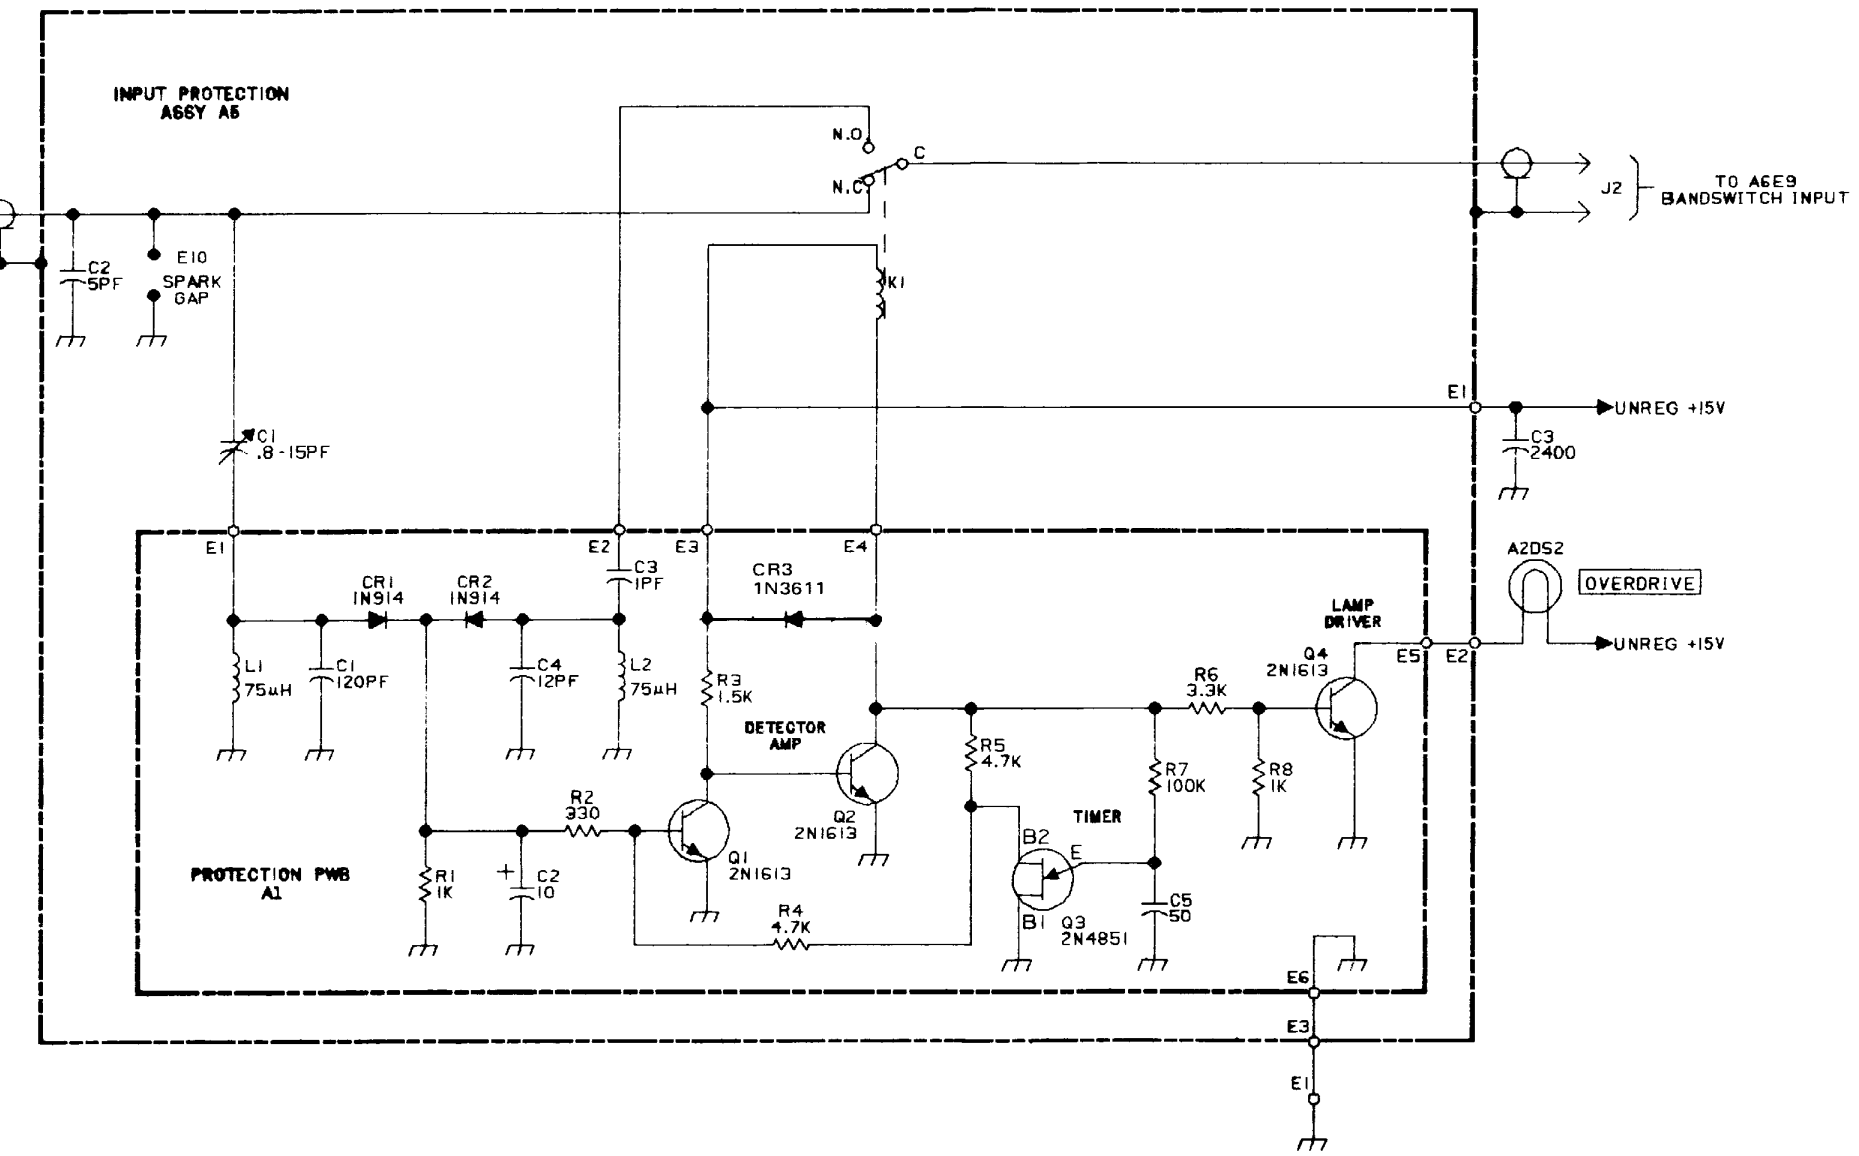 INPUT PROTECTION
ASSY A5
N.O.
C
N.C.
J2
TO A6E9
BANDSWITCH INPUT
C2
5PF
E10
SPARK
GAP
K1
E1
UNREG +15V
C3
2400
C1
.8-15PF
E1
E2
E3
E4
C3
1PF
CR3
1N3611
A2DS2
OVERDRIVE
CR1
1N914
CR2
1N914
LAMP
DRIVER
UNREG +15V
E5
E2
Q4
2N1613
L1
75µH
C1
120PF
C4
12PF
L2
75µH
R3
1.5K
R6
3.3K
DETECTOR
AMP
R5
4.7K
R7
100K
R8
1K
R2
330
Q2
2N1613
TIMER
B2
E
Q1
2N1613
PROTECTION PWB
A1
R1
1K
+
C2
10
R4
4.7K
B1
Q3
2N4851
C5
50
E6
E3
E1